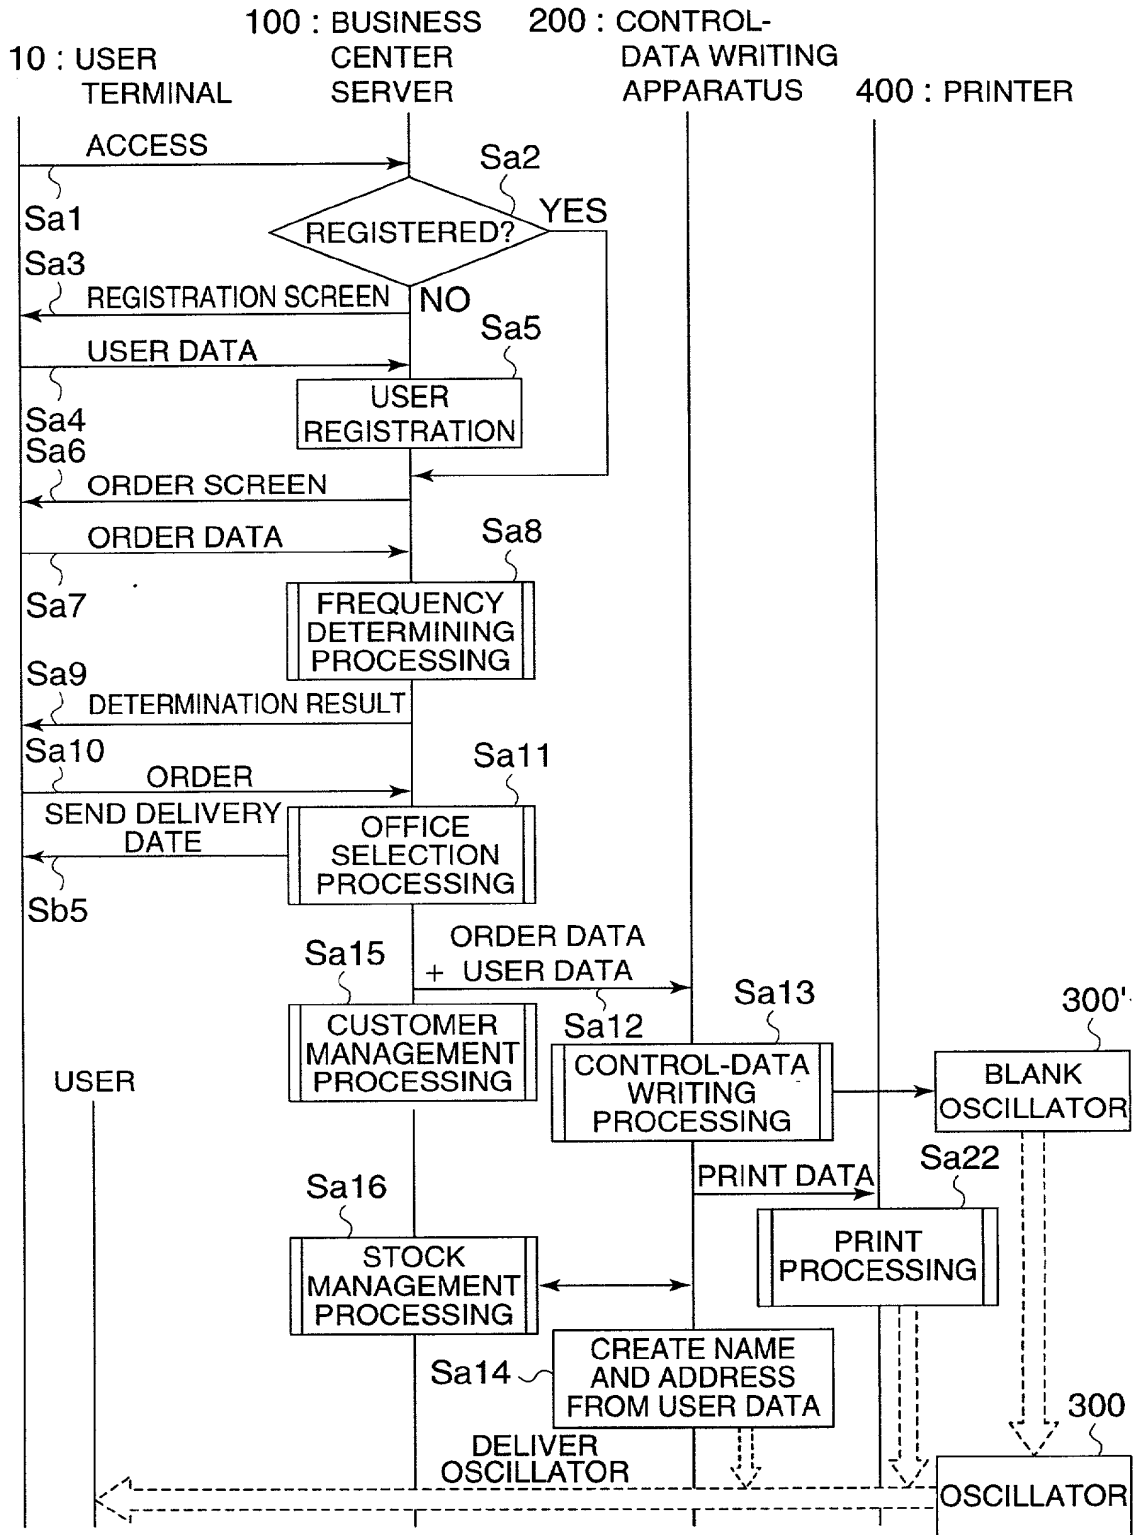 10 : USER
TERMINAL
100 : BUSINESS
CENTER
SERVER
200 : CONTROL-
DATA WRITING
APPARATUS
400 : PRINTER
ACCESS
Sa1
Sa2
REGISTERED?
YES
NO
Sa3
REGISTRATION SCREEN
USER DATA
Sa4
Sa5
USER
REGISTRATION
Sa6
ORDER SCREEN
ORDER DATA
Sa7
Sa8
FREQUENCY
DETERMINING
PROCESSING
Sa9
DETERMINATION RESULT
Sa10
ORDER
Sa11
SEND DELIVERY
DATE
Sb5
OFFICE
SELECTION
PROCESSING
ORDER DATA
+ USER DATA
Sa12
Sa15
CUSTOMER
MANAGEMENT
PROCESSING
Sa13
CONTROL-DATA
WRITING
PROCESSING
300'
BLANK
OSCILLATOR
USER
PRINT DATA
Sa22
PRINT
PROCESSING
Sa16
STOCK
MANAGEMENT
PROCESSING
Sa14
CREATE NAME
AND ADDRESS
FROM USER DATA
300
DELIVER
OSCILLATOR
OSCILLATOR